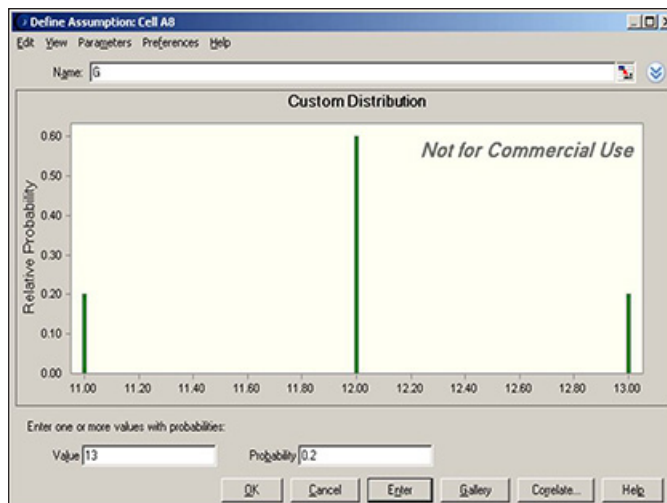 Define Assumption: Cell A8
Edit View Parameters Preferences Help
Name: G
Custom Distribution
Not for Commercial Use
Relative Probability
0.60
0.50
0.40
0.30
0.20
0.10
0.00
11.00 11.20 11.40 11.60 11.80 12.00 12.20 12.40 12.60 12.80 13.00
Enter one or more values with probabilities:
Value 13 Probability 0.2
OK Cancel Enter Gallery Correlate... Help